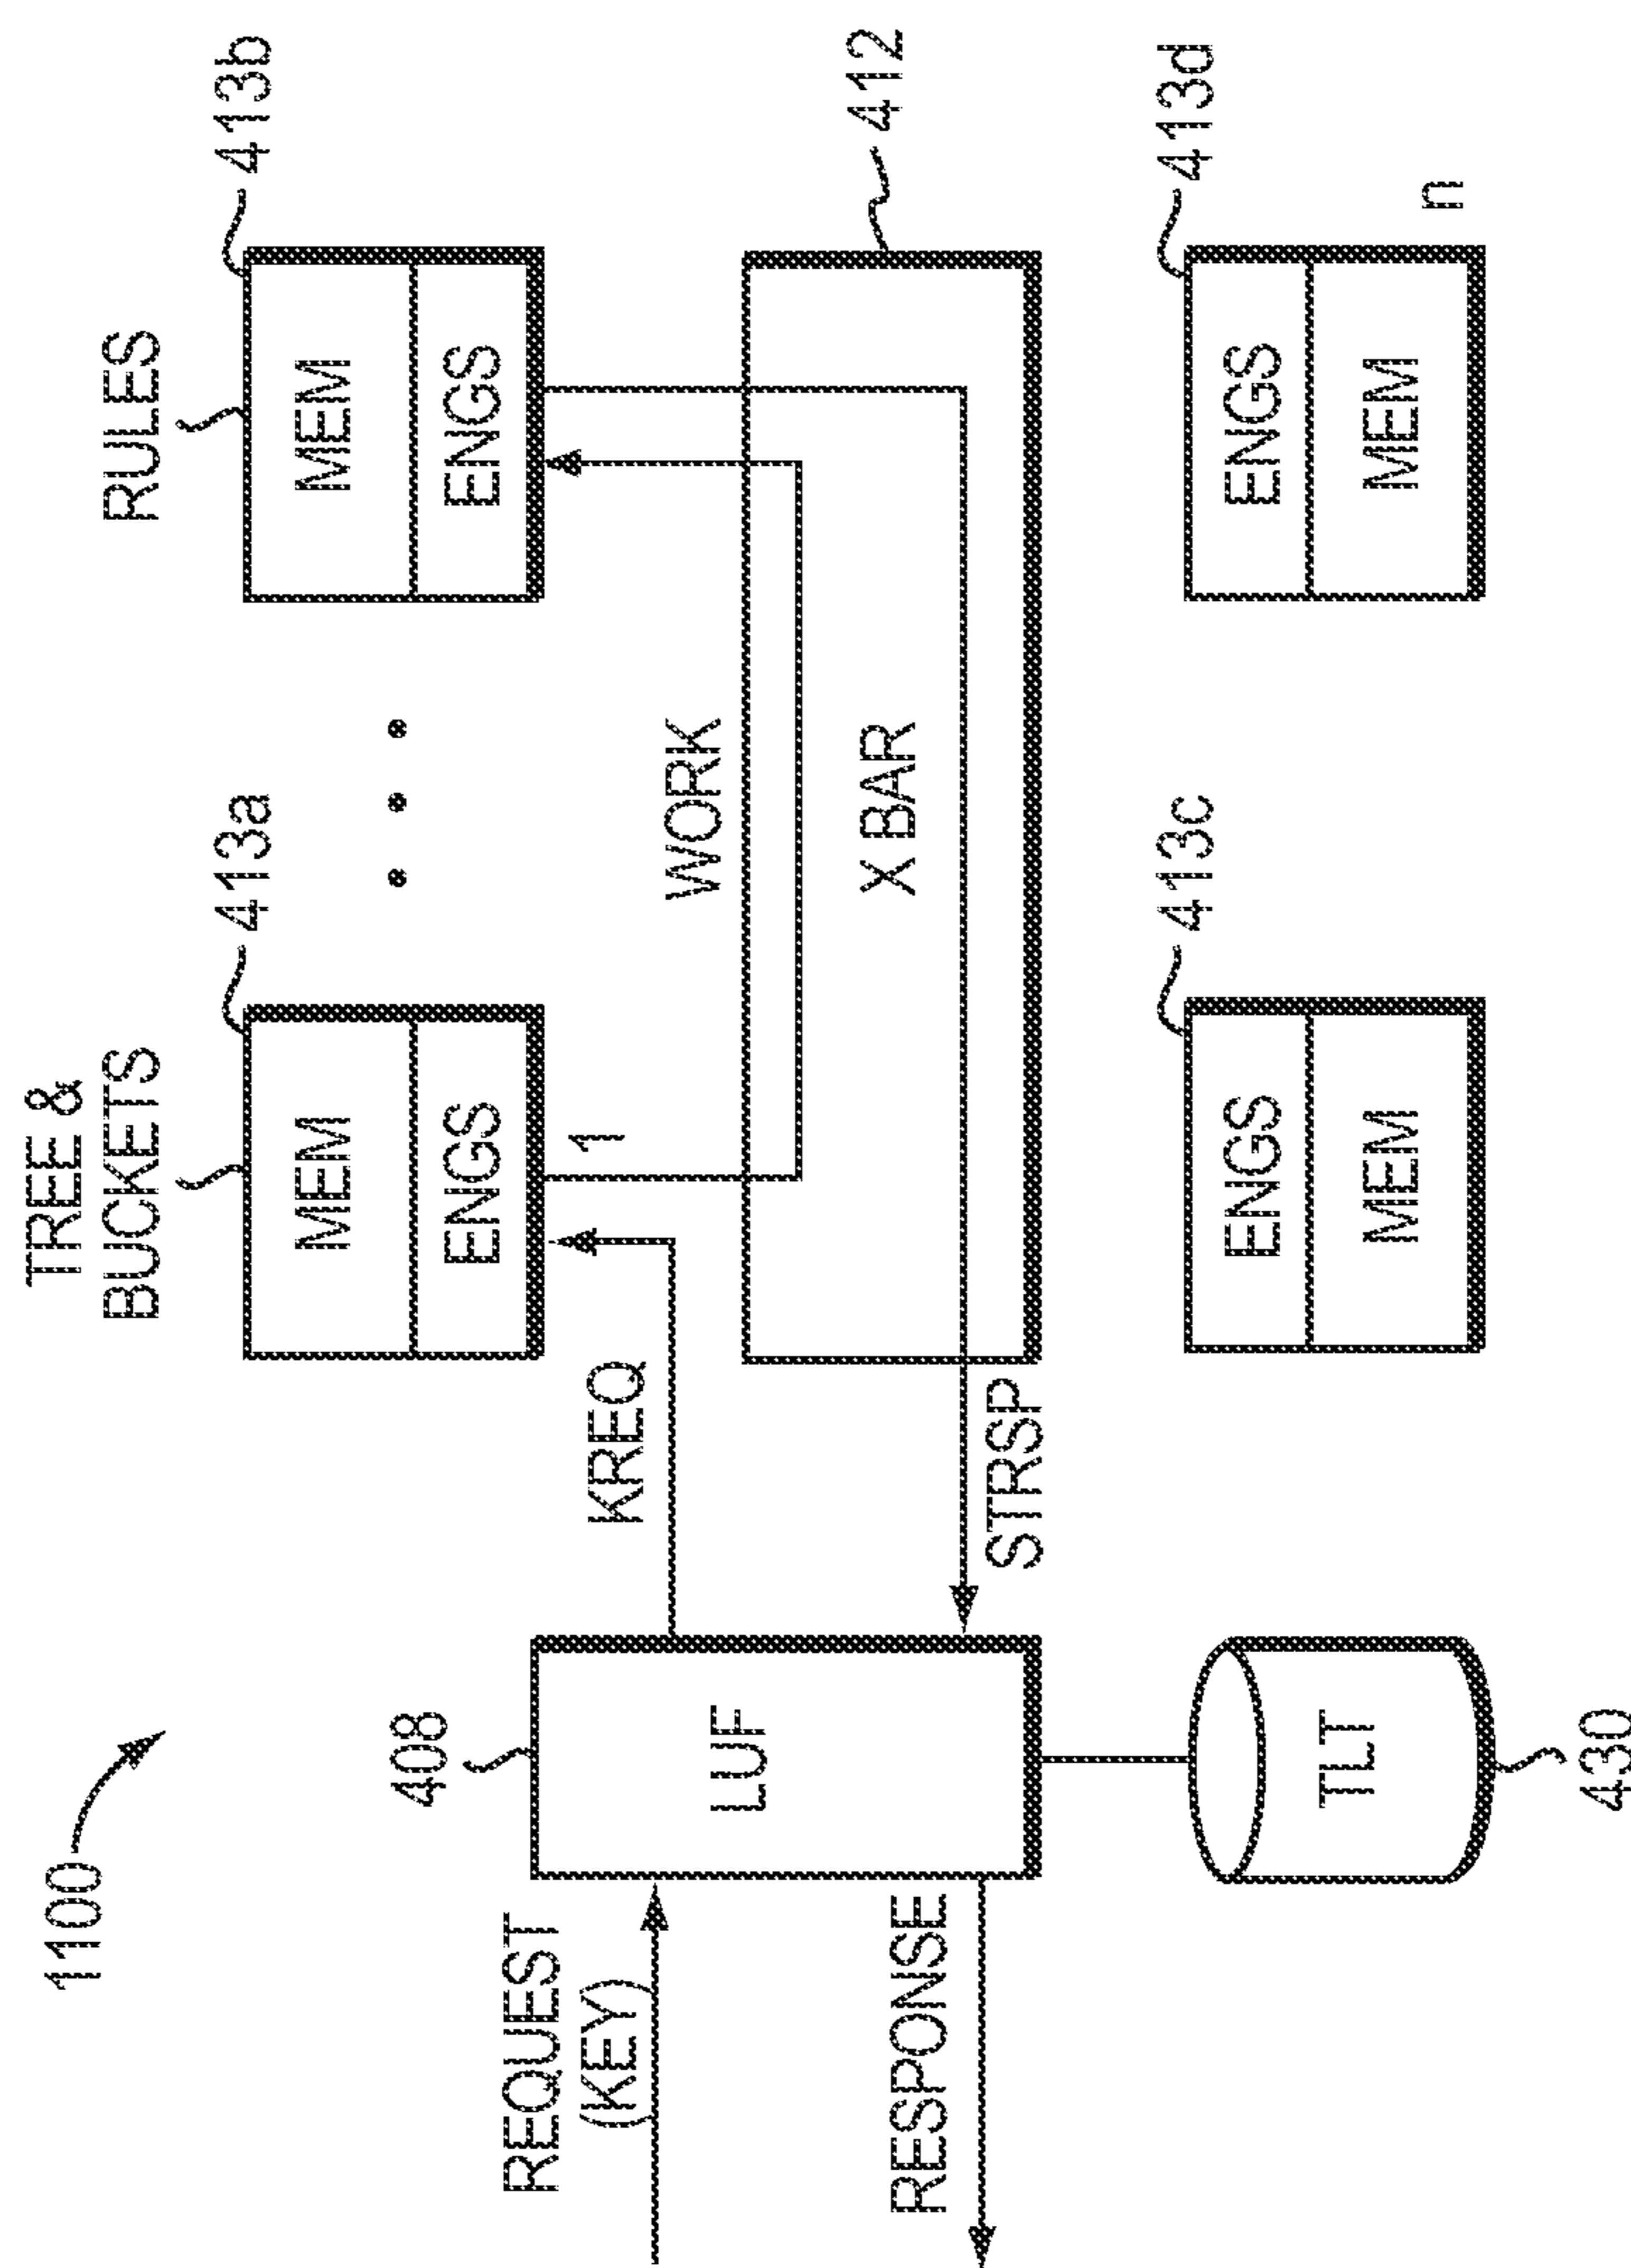 1100
TREE &
BUCKETS
RULES
413a
413b
MEM
MEM
ENGS
ENGS
1
408
KREQ
WORK
412
REQUEST
(KEY)
LUF
X BAR
RESPONSE
STRSP
413c
413d
ENGS
ENGS
TLT
MEM
MEM
n
430